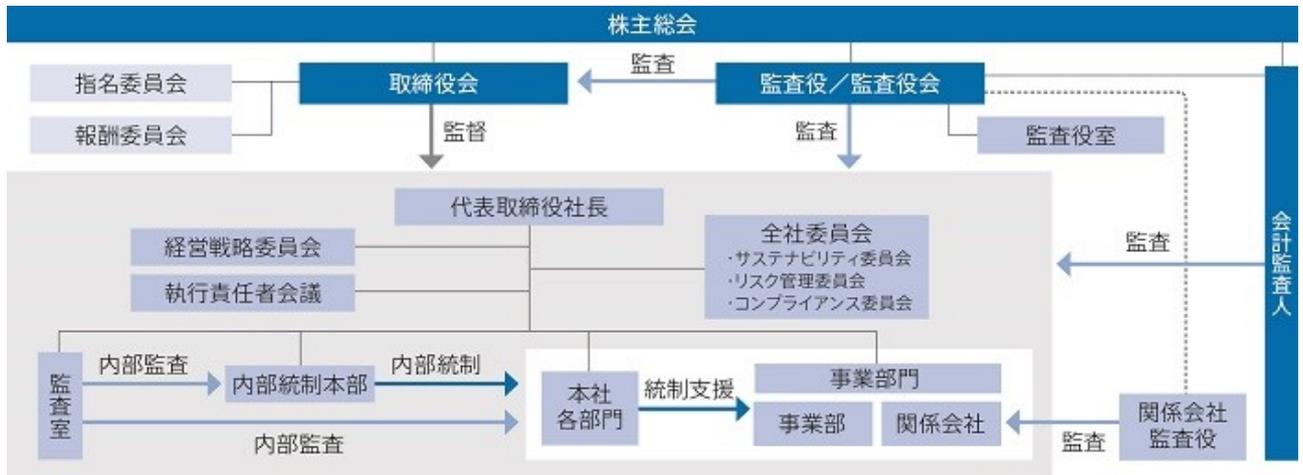 株主総会
指名委員会
報酬委員会
取締役会
監査
監査役／監査役会
監督
監査
監査役室
会計監査人
代表取締役社長
経営戦略委員会
執行責任者会議
全社委員会
・サステナビリティ委員会
・リスク管理委員会
・コンプライアンス委員会
監査
監査室
内部監査
内部統制本部
内部統制
内部監査
本社
各部門
統制支援
事業部門
事業部
関係会社
監査
関係会社
監査役